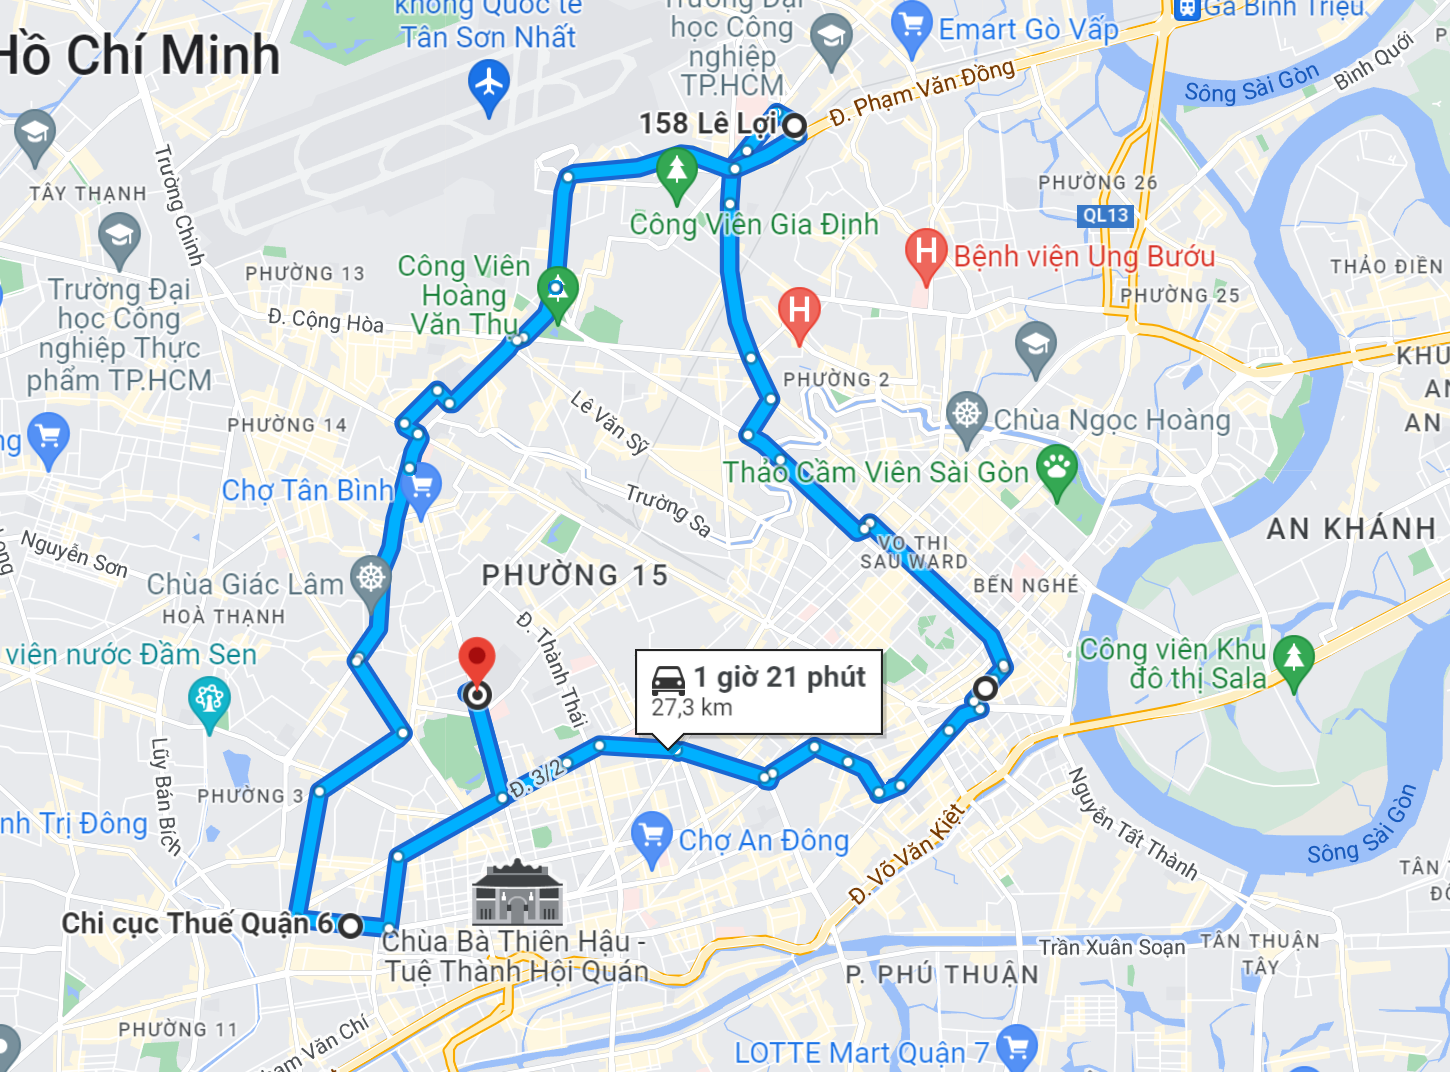 không Quốc tế
Tân Sơn Nhất
học Công
nghiệp
TP.HCM
Emart Gò Vấp
Ga Bình Triệu
Hồ Chí Minh
Sông Sài Gòn
Bình Quới
Đ. Phạm Văn Đồng
158 Lê Lợi
TÂY THẠNH
Trường Chinh
PHƯỜNG 26
QL13
Công Viên Gia Định
Bệnh viện Ung Bướu
THẢO ĐIỀN
PHƯỜNG 13
Công Viên
Hoàng
Văn Thụ
PHƯỜNG 25
Trường Đại
học Công
nghiệp Thực
phẩm TP.HCM
Đ. Cộng Hòa
KHU
AN
AN
PHƯỜNG 2
PHƯỜNG 14
Lê Văn Sỹ
Chùa Ngọc Hoàng
ng
Thảo Cầm Viên Sài Gòn
Chợ Tân Bình
Trường Sa
AN KHÁNH
Nguyễn Sơn
VO THI
SAU WARD
PHƯỜNG 15
BẾN NGHÉ
Chùa Giác Lâm
HOÀ THẠNH
Đ. Thành Thái
viên nước Đầm Sen
Công viên Khu
đô thị Sala
1 giờ 21 phút
27,3 km
Lũy Bán Bích
Đ. 3/2
PHƯỜNG 3
nh Trị Đông
Chợ An Đông
Nguyễn Tất Thành
Sông Sài Gòn
Đ. Võ Văn Kiệt
TÂN
Chi cục Thuế Quận 6
Chùa Bà Thiên Hậu -
Tuệ Thành Hội Quán
Trần Xuân Soạn
TÂN THUẬN
TÂY
P. PHÚ THUẬN
PHƯỜNG 11
Văn Chí
LOTTE Mart Quận 7